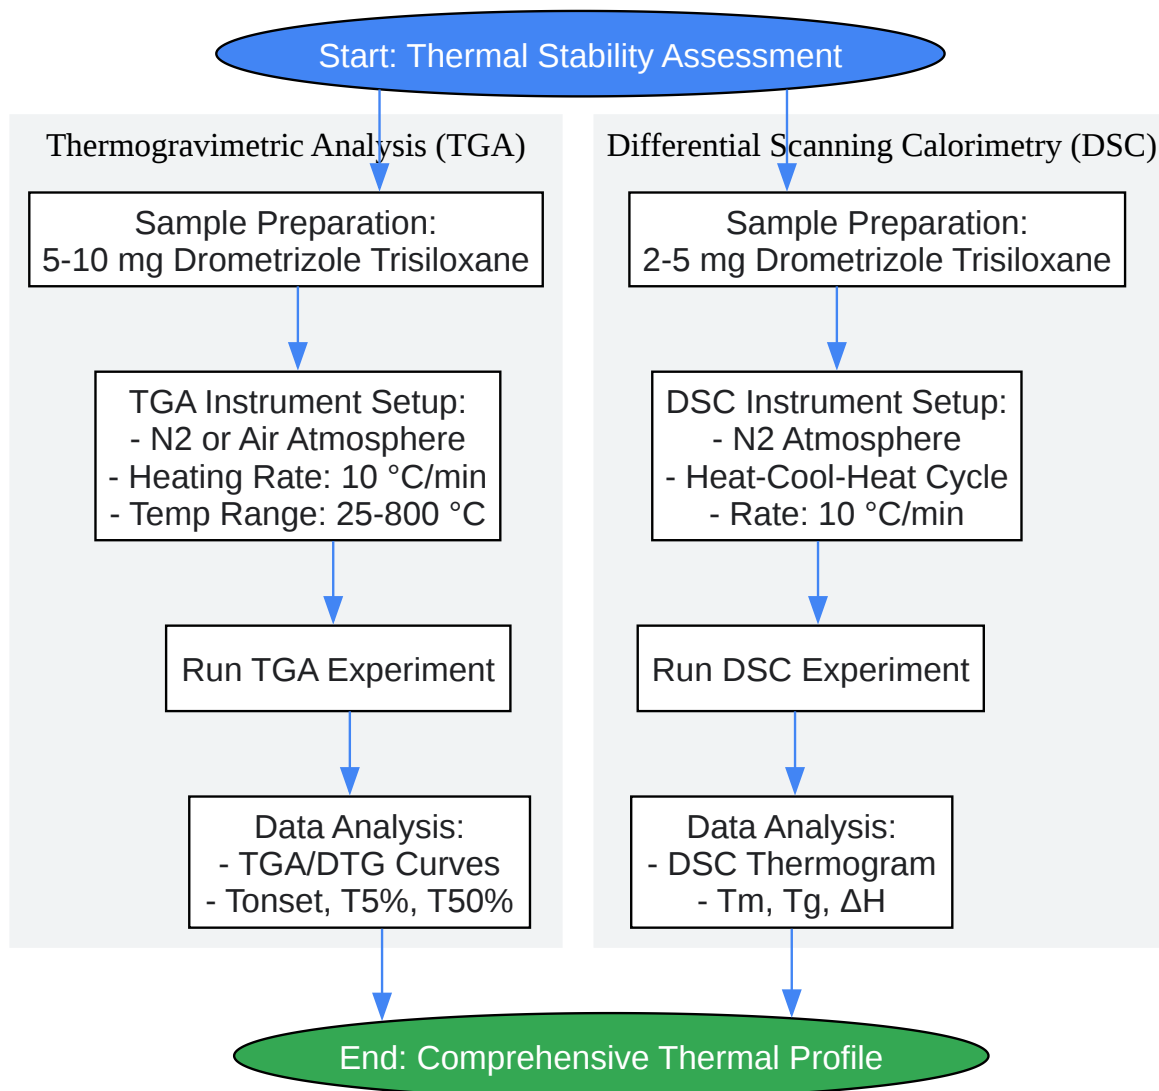 Start: Thermal Stability Assessment
Thermogravimetric Analysis (TGA)
Sample Preparation:
5-10 mg Drometrizole Trisiloxane
TGA Instrument Setup:
- N2 or Air Atmosphere
- Heating Rate: 10 °C/min
- Temp Range: 25-800 °C
Run TGA Experiment
Data Analysis:
- TGA/DTG Curves
- Tonset, T5%, T50%
Differential Scanning Calorimetry (DSC)
Sample Preparation:
2-5 mg Drometrizole Trisiloxane
DSC Instrument Setup:
- N2 Atmosphere
- Heat-Cool-Heat Cycle
- Rate: 10 °C/min
Run DSC Experiment
Data Analysis:
- DSC Thermogram
- Tm, Tg, ΔH
End: Comprehensive Thermal Profile